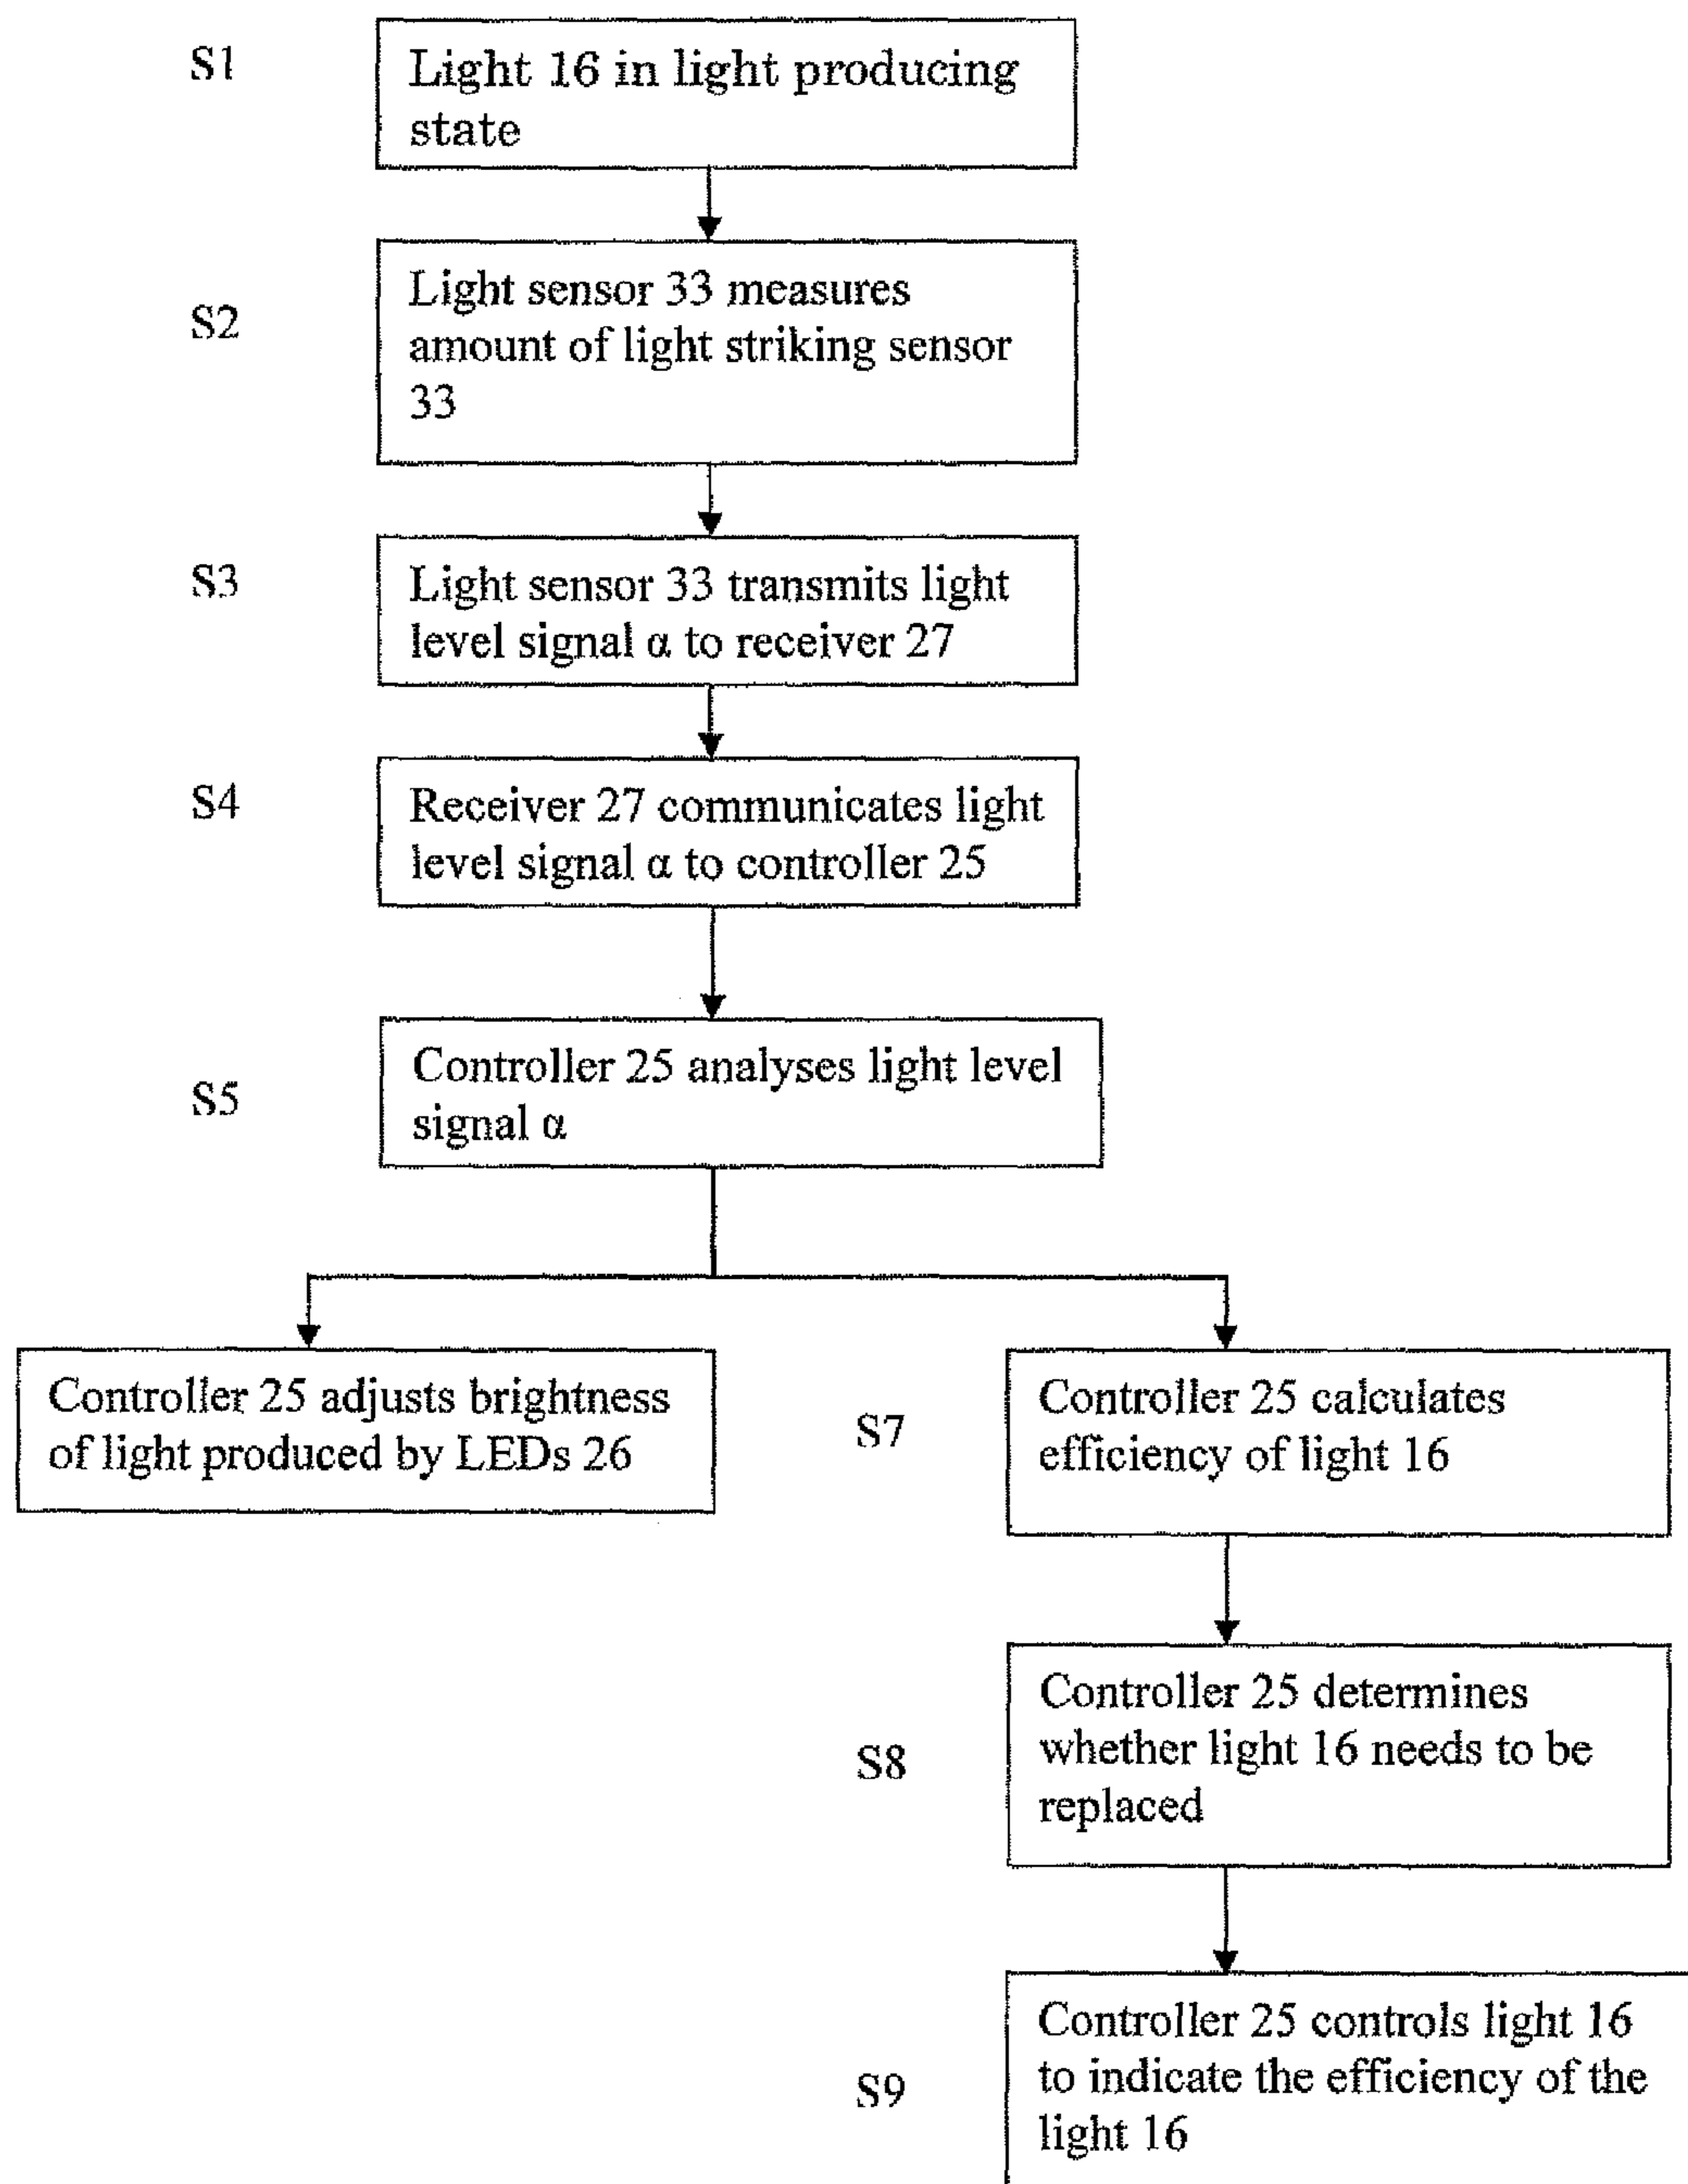 S1
Light 16 in light producing
state
S2
Light sensor 33 measures
amount of light striking sensor
33
S3
Light sensor 33 transmits light
level signal α to receiver 27
S4
Receiver 27 communicates light
level signal α to controller 25
S5
Controller 25 analyses light level
signal α
Controller 25 adjusts brightness
of light produced by LEDs 26
S7
Controller 25 calculates
efficiency of light 16
S8
Controller 25 determines
whether light 16 needs to be
replaced
S9
Controller 25 controls light 16
to indicate the efficiency of the
light 16